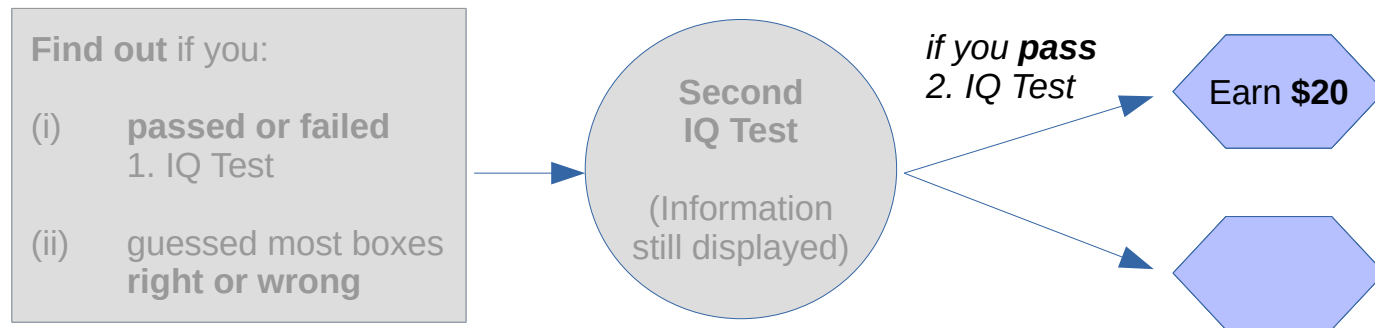 Find out if you:
(i) passed or failed
1. IQ Test
(ii) guessed most boxes
right or wrong
Second
IQ Test
(Information
still displayed)
if you pass
2. IQ Test
Earn $20